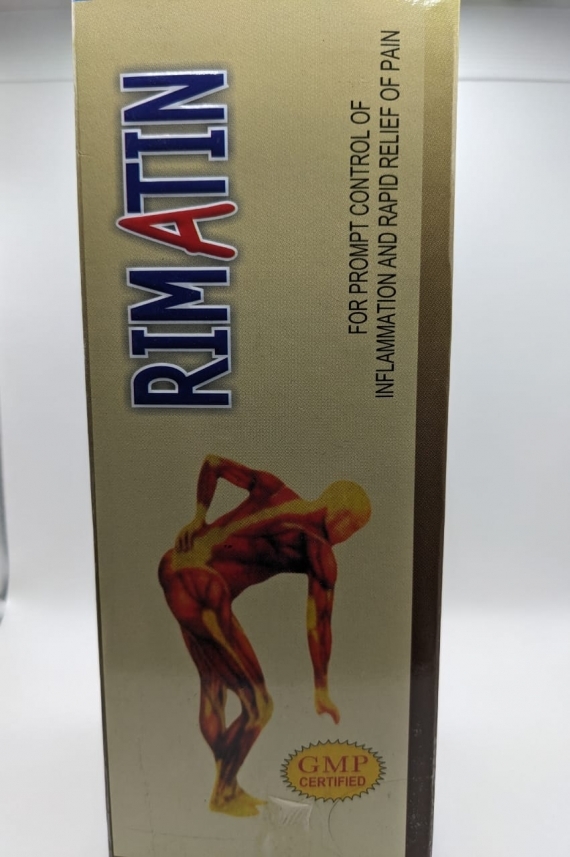 RIMATIN
FOR PROMPT CONTROL OF
INFLAMMATION AND RAPID RELIEF OF PAIN
GMP
CERTIFIED